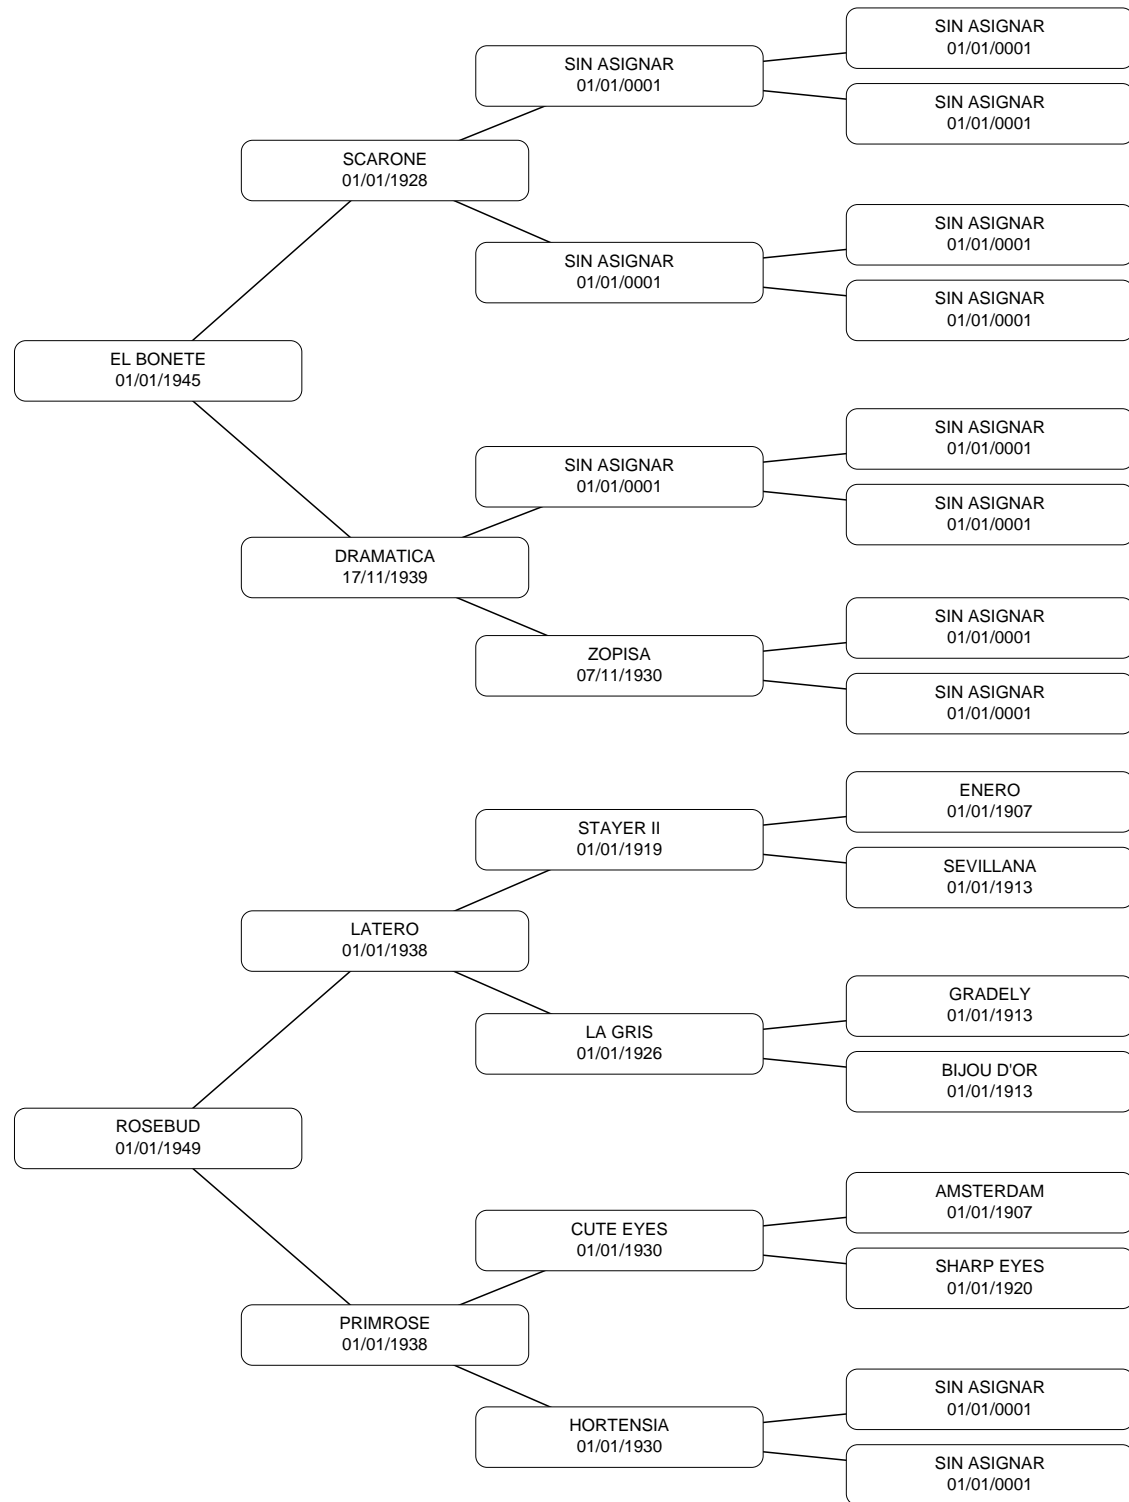 SIN ASIGNAR
01/01/0001
SIN ASIGNAR
01/01/0001
SIN ASIGNAR
01/01/0001
SCARONE
01/01/1928
SIN ASIGNAR
01/01/0001
SIN ASIGNAR
01/01/0001
SIN ASIGNAR
01/01/0001
EL BONETE
01/01/1945
SIN ASIGNAR
01/01/0001
SIN ASIGNAR
01/01/0001
SIN ASIGNAR
01/01/0001
DRAMATICA
17/11/1939
SIN ASIGNAR
01/01/0001
ZOPISA
07/11/1930
SIN ASIGNAR
01/01/0001
ENERO
01/01/1907
STAYER II
01/01/1919
SEVILLANA
01/01/1913
LATERO
01/01/1938
GRADELY
01/01/1913
LA GRIS
01/01/1926
BIJOU D'OR
01/01/1913
ROSEBUD
01/01/1949
AMSTERDAM
01/01/1907
CUTE EYES
01/01/1930
SHARP EYES
01/01/1920
PRIMROSE
01/01/1938
SIN ASIGNAR
01/01/0001
HORTENSIA
01/01/1930
SIN ASIGNAR
01/01/0001